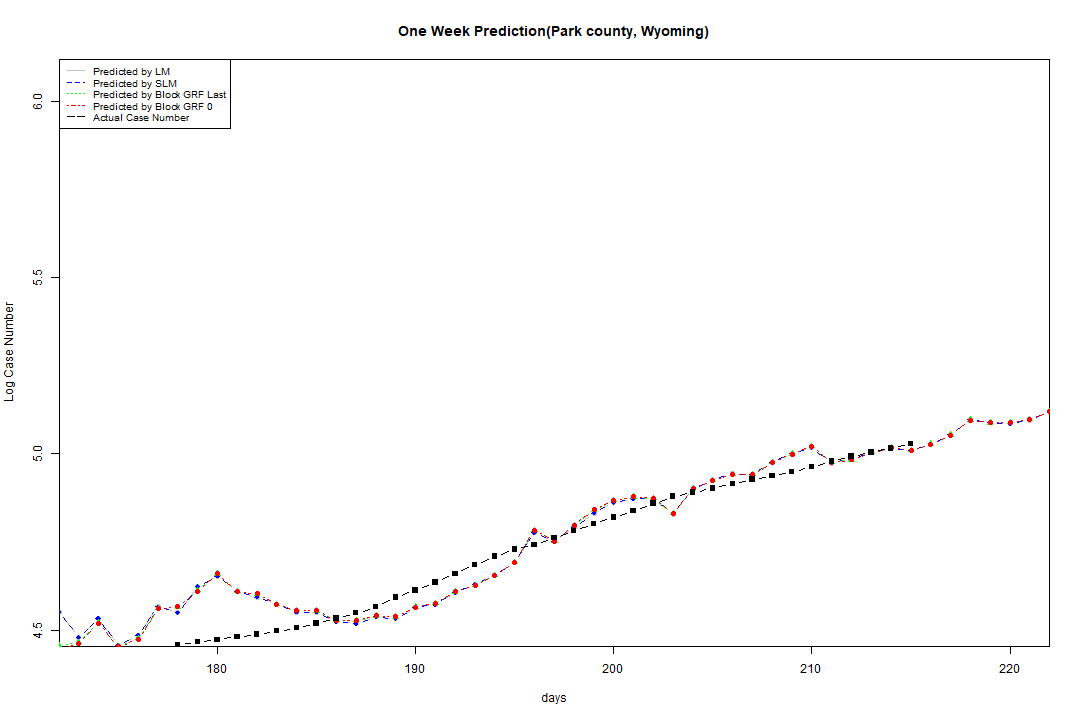 One Week Prediction(Park county, Wyoming)
Predicted by LM
Predicted by SLM
Predicted by Block GRF Last
Predicted by Block GRF 0
Actual Case Number
6.0
5.5
5.0
4.5
Log Case Number
180 190 200 210 220
days